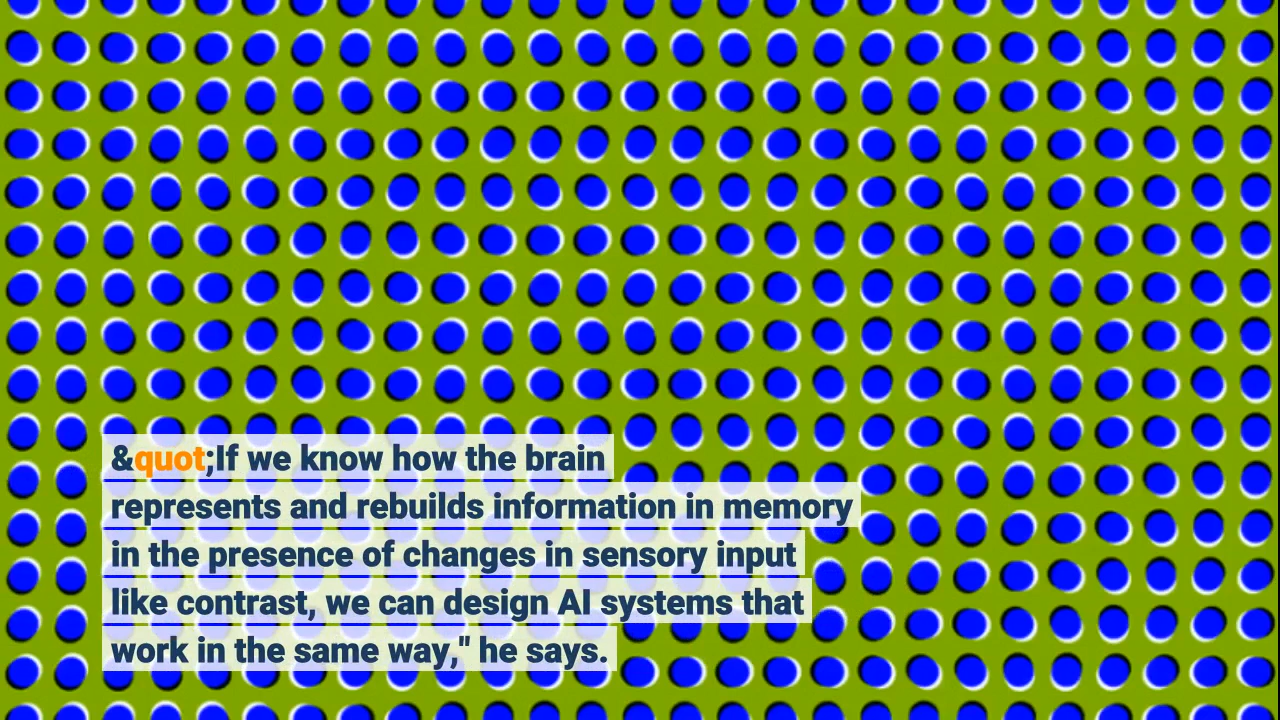 &quot;If we know how the brain
represents and rebuilds information in memory
in the presence of changes in sensory input
like contrast, we can design AI systems that
work in the same way," he says.